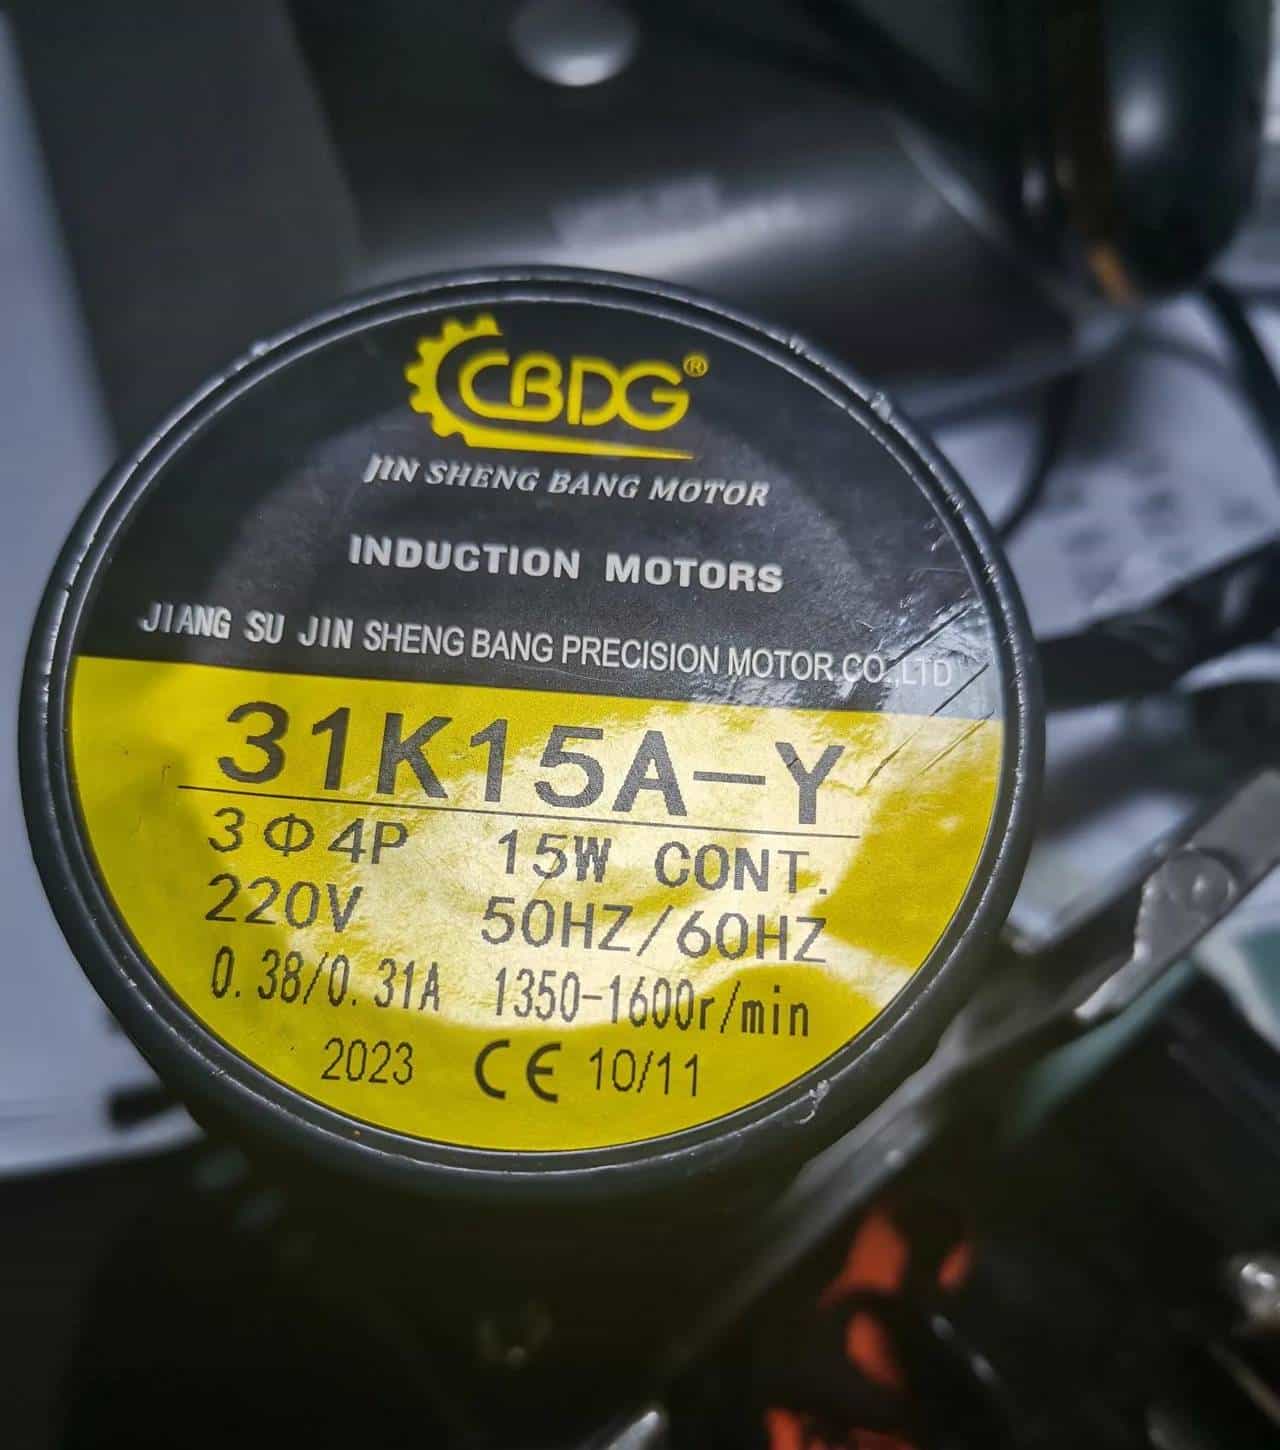 CBDG®
JIN SHENG BANG MOTOR
INDUCTION MOTORS
JIANG SU JIN SHENG BANG PRECISION MOTOR CO.,LTD
31K15A-Y
3Φ4P 15W CONT.
220V 50HZ/60HZ
0.38/0.31A 1350-1600r/min
2023 CE 10/11